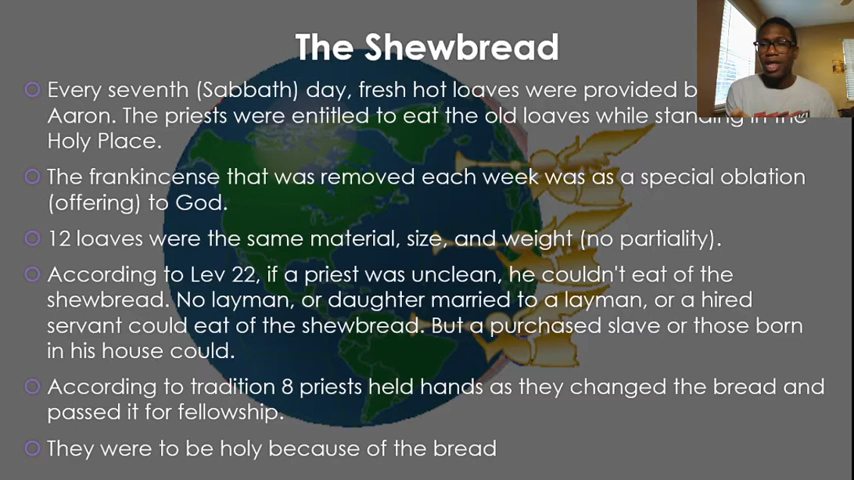 The Shewbread
Every seventh (Sabbath) day, fresh hot loaves were provided
Aaron. The priests were entitled to eat the old loaves while standing in the
Holy Place.
The frankincense that was removed each week was as a special oblation
(offering) to God.
12 loaves were the same material, size, and weight (no partiality).
According to Lev 22, if a priest was unclean, he couldn't eat of the
shewbread. No layman, or daughter married to a layman, or a hired
servant could eat of the shewbread. But a purchased slave or those born
in his house could.
According to tradition 8 priests held hands as they changed the bread and
passed it for fellowship.
They were to be holy because of the bread